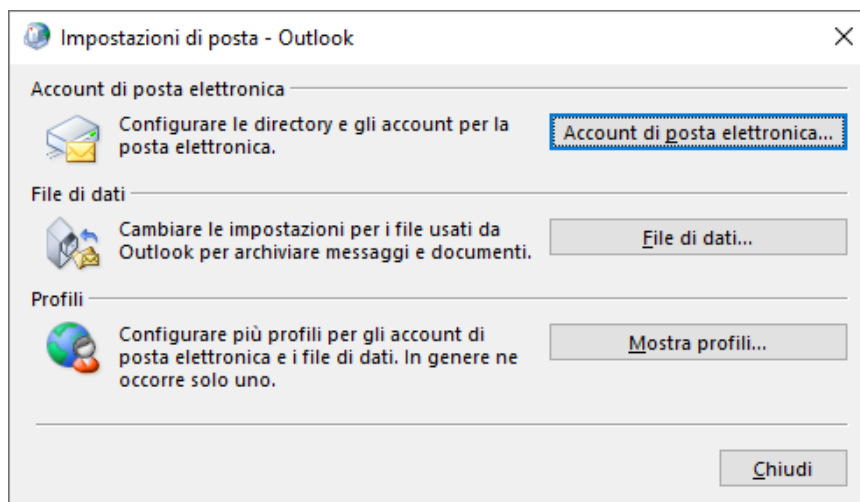 Impostazioni di posta - Outlook
Account di posta elettronica
Configurare le directory e gli account per la
posta elettronica.
Account di posta elettronica...
File di dati
Cambiare le impostazioni per i file usati da
Outlook per archiviare messaggi e documenti.
File di dati...
Profili
Configurare più profili per gli account di
posta elettronica e i file di dati. In genere ne
occorre solo uno.
Mostra profili...
Chiudi